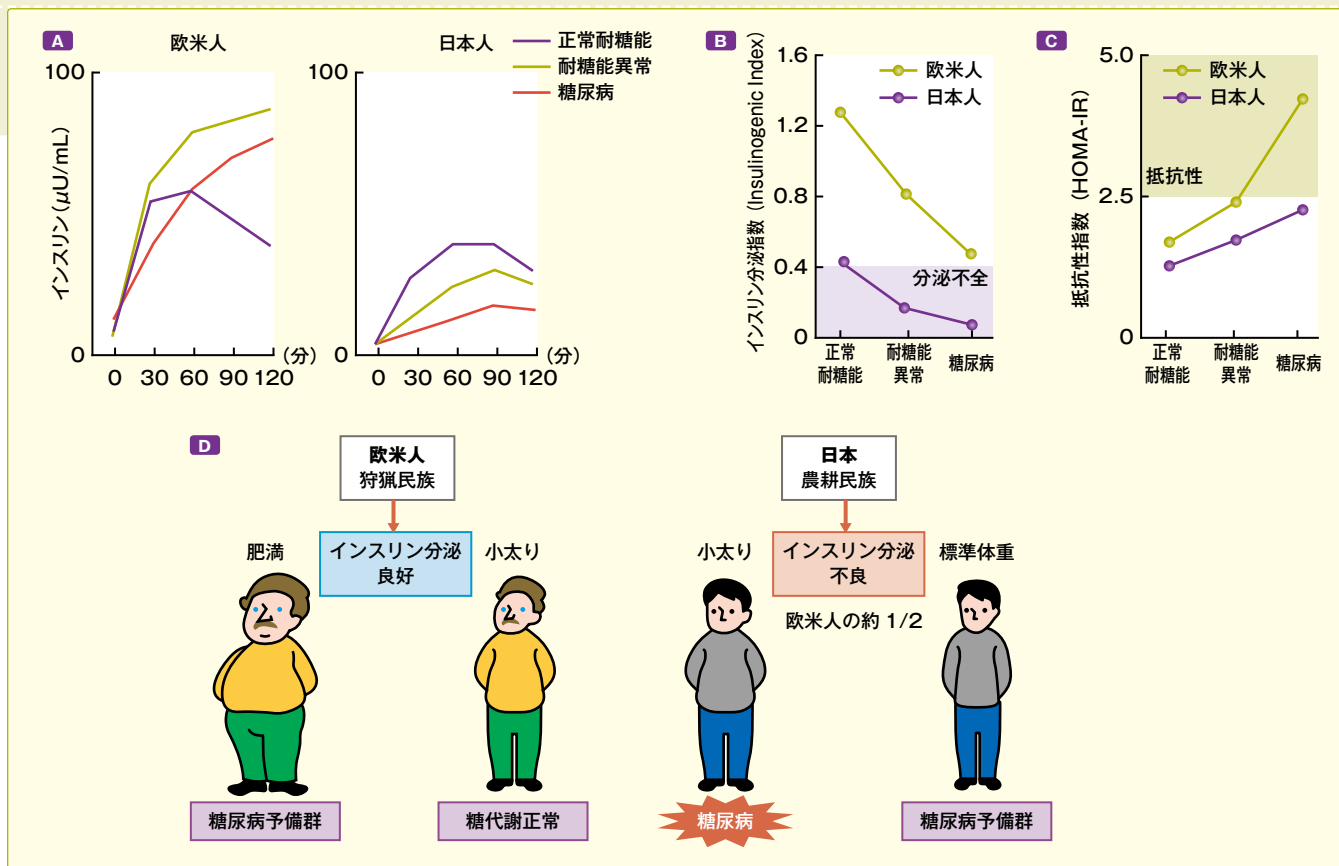 A
欧米人
日本人
正常耐糖能
耐糖能異常
糖尿病
インスリン(μU/mL)
100
0
0 30 60 90 120
(分)
100
0
0 30 60 90 120
(分)
B
インスリン分泌指数(Insulinogenic Index)
1.6
1.2
0.8
0.4
0
欧米人
日本人
分泌不全
正常
耐糖能
耐糖能
異常
糖尿病
C
抵抗性指数(HOMA-IR)
5.0
2.5
0
欧米人
日本人
抵抗性
正常
耐糖能
耐糖能
異常
糖尿病
D
欧米人
狩猟民族
インスリン分泌
良好
肥満
小太り
糖尿病予備群
糖代謝正常
日本
農耕民族
インスリン分泌
不良
欧米人の約 1/2
小太り
標準体重
糖尿病
糖尿病予備群